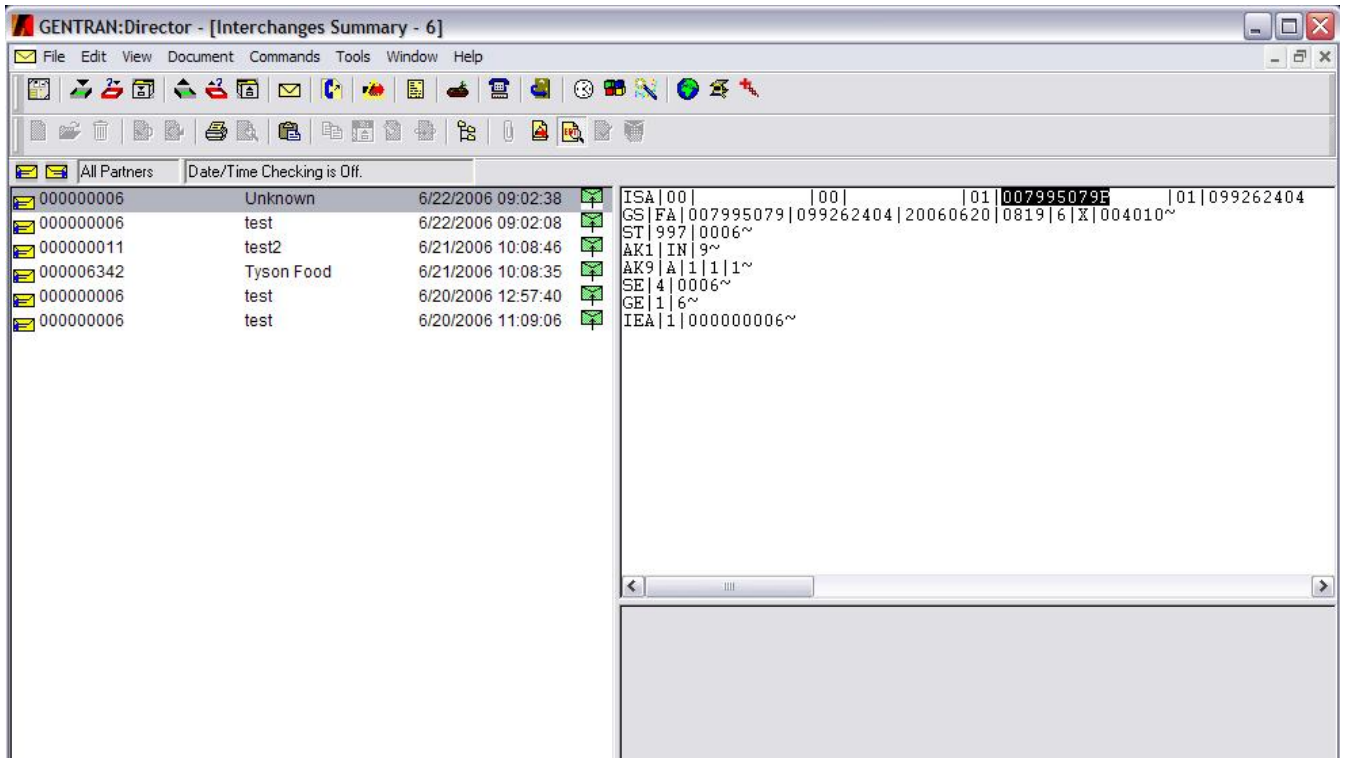 GENTRAN:Director - [Interchanges Summary - 6]
File Edit View Document Commands Tools Window Help
All Partners Date/Time Checking is Off.
000000006 Unknown 6/22/2006 09:02:38
000000006 test 6/22/2006 09:02:08
000000011 test2 6/21/2006 10:08:46
000006342 Tyson Food 6/21/2006 10:08:35
000000006 test 6/20/2006 12:57:40
000000006 test 6/20/2006 11:09:06
ISA|00|          |00|          |01|007995079F     |01|099262404
GS|FA|007995079|099262404|20060620|0819|6|X|004010~
ST|997|0006~
AK1|IN|9~
AK9|A|1|1|1~
SE|4|0006~
GE|1|6~
IEA|1|000000006~